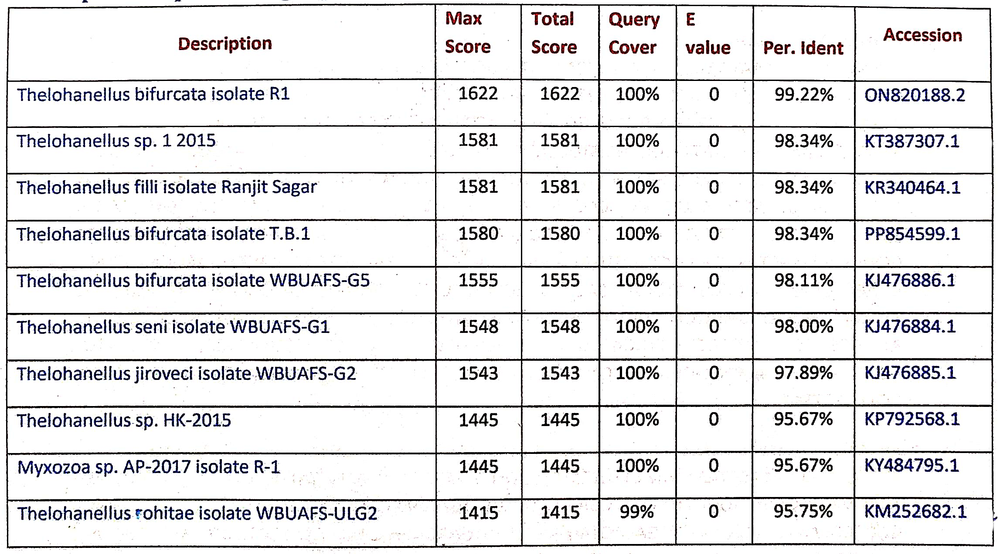 Description Max Score Total Score Query Cover E value Per. Ident Accession
Thelohanellus bifurcata isolate R1 1622 1622 100% 0 99.22% ON820188.2
Thelohanellus sp. 1 2015 1581 1581 100% 0 98.34% KT387307.1
Thelohanellus filli isolate Ranjit Sagar 1581 1581 100% 0 98.34% KR340464.1
Thelohanellus bifurcata isolate T.B.1 1580 1580 100% 0 98.34% PP854599.1
Thelohanellus bifurcata isolate WBUAFS-G5 1555 1555 100% 0 98.11% KJ476886.1
Thelohanellus seni isolate WBUAFS-G1 1548 1548 100% 0 98.00% KJ476884.1
Thelohanellus jiroveci isolate WBUAFS-G2 1543 1543 100% 0 97.89% KJ476885.1
Thelohanellus sp. HK-2015 1445 1445 100% 0 95.67% KP792568.1
Myxozoa sp. AP-2017 isolate R-1 1445 1445 100% 0 95.67% KY484795.1
Thelohanellus rohitae isolate WBUAFS-ULG2 1415 1415 99% 0 95.75% KM252682.1